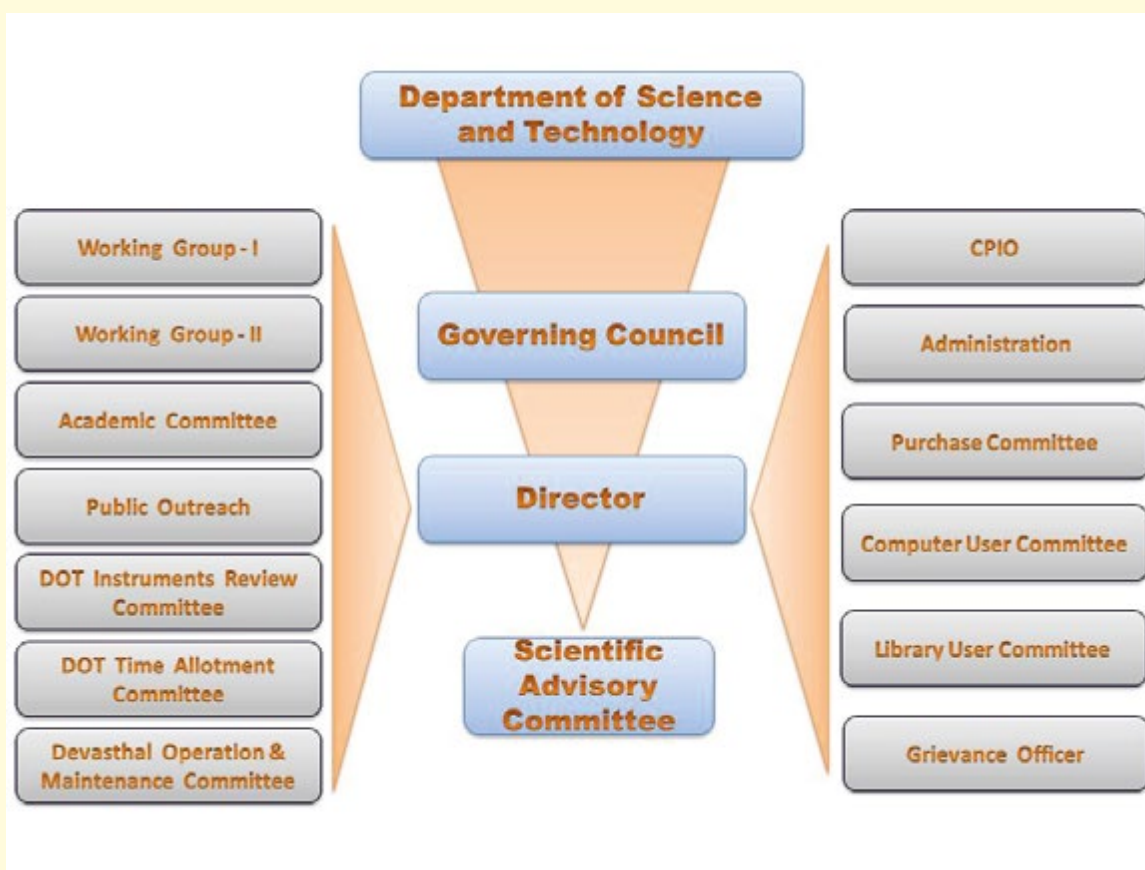 Department of Science
and Technology
Working Group - I
Working Group - II
Academic Committee
Public Outreach
DOT Instruments Review
Committee
DOT Time Allotment
Committee
Devasthal Operation &
Maintenance Committee
Governing Council
Director
Scientific
Advisory
Committee
CPIO
Administration
Purchase Committee
Computer User Committee
Library User Committee
Grievance Officer